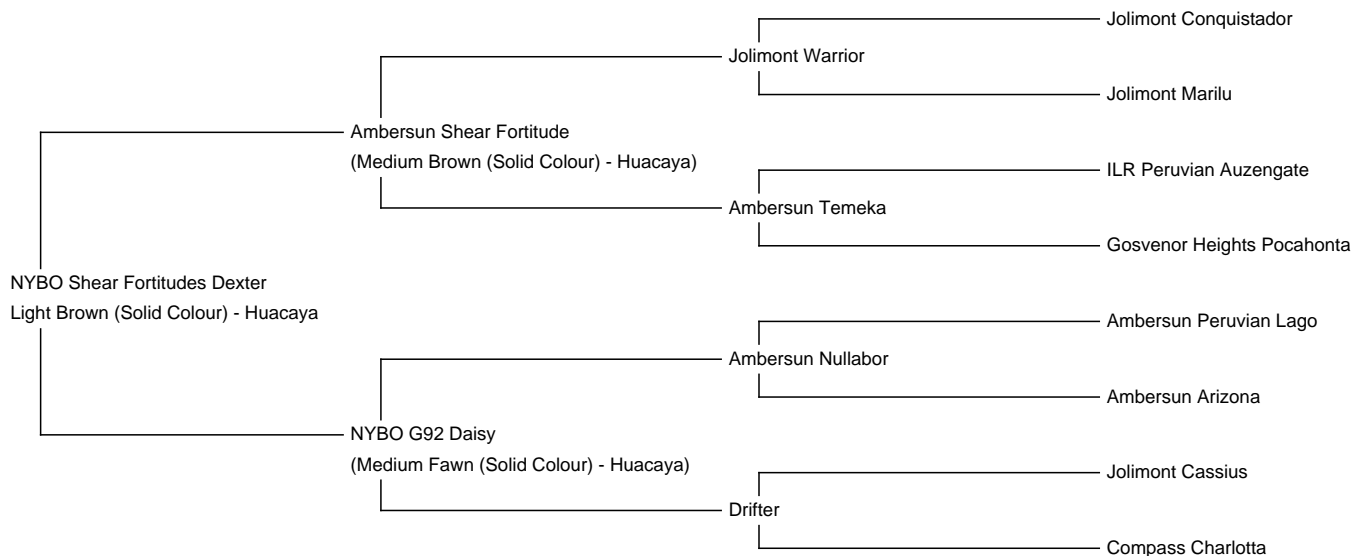 Jolimont Conquistador
Jolimont Warrior
Jolimont Marilu
Ambersun Shear Fortitude
(Medium Brown (Solid Colour) - Huacaya)
ILR Peruvian Auzengate
Ambersun Temeka
Gosvenor Heights Pocahonta
NYBO Shear Fortitudes Dexter
Light Brown (Solid Colour) - Huacaya
Ambersun Peruvian Lago
Ambersun Nullabor
Ambersun Arizona
NYBO G92 Daisy
(Medium Fawn (Solid Colour) - Huacaya)
Jolimont Cassius
Drifter
Compass Charlotta